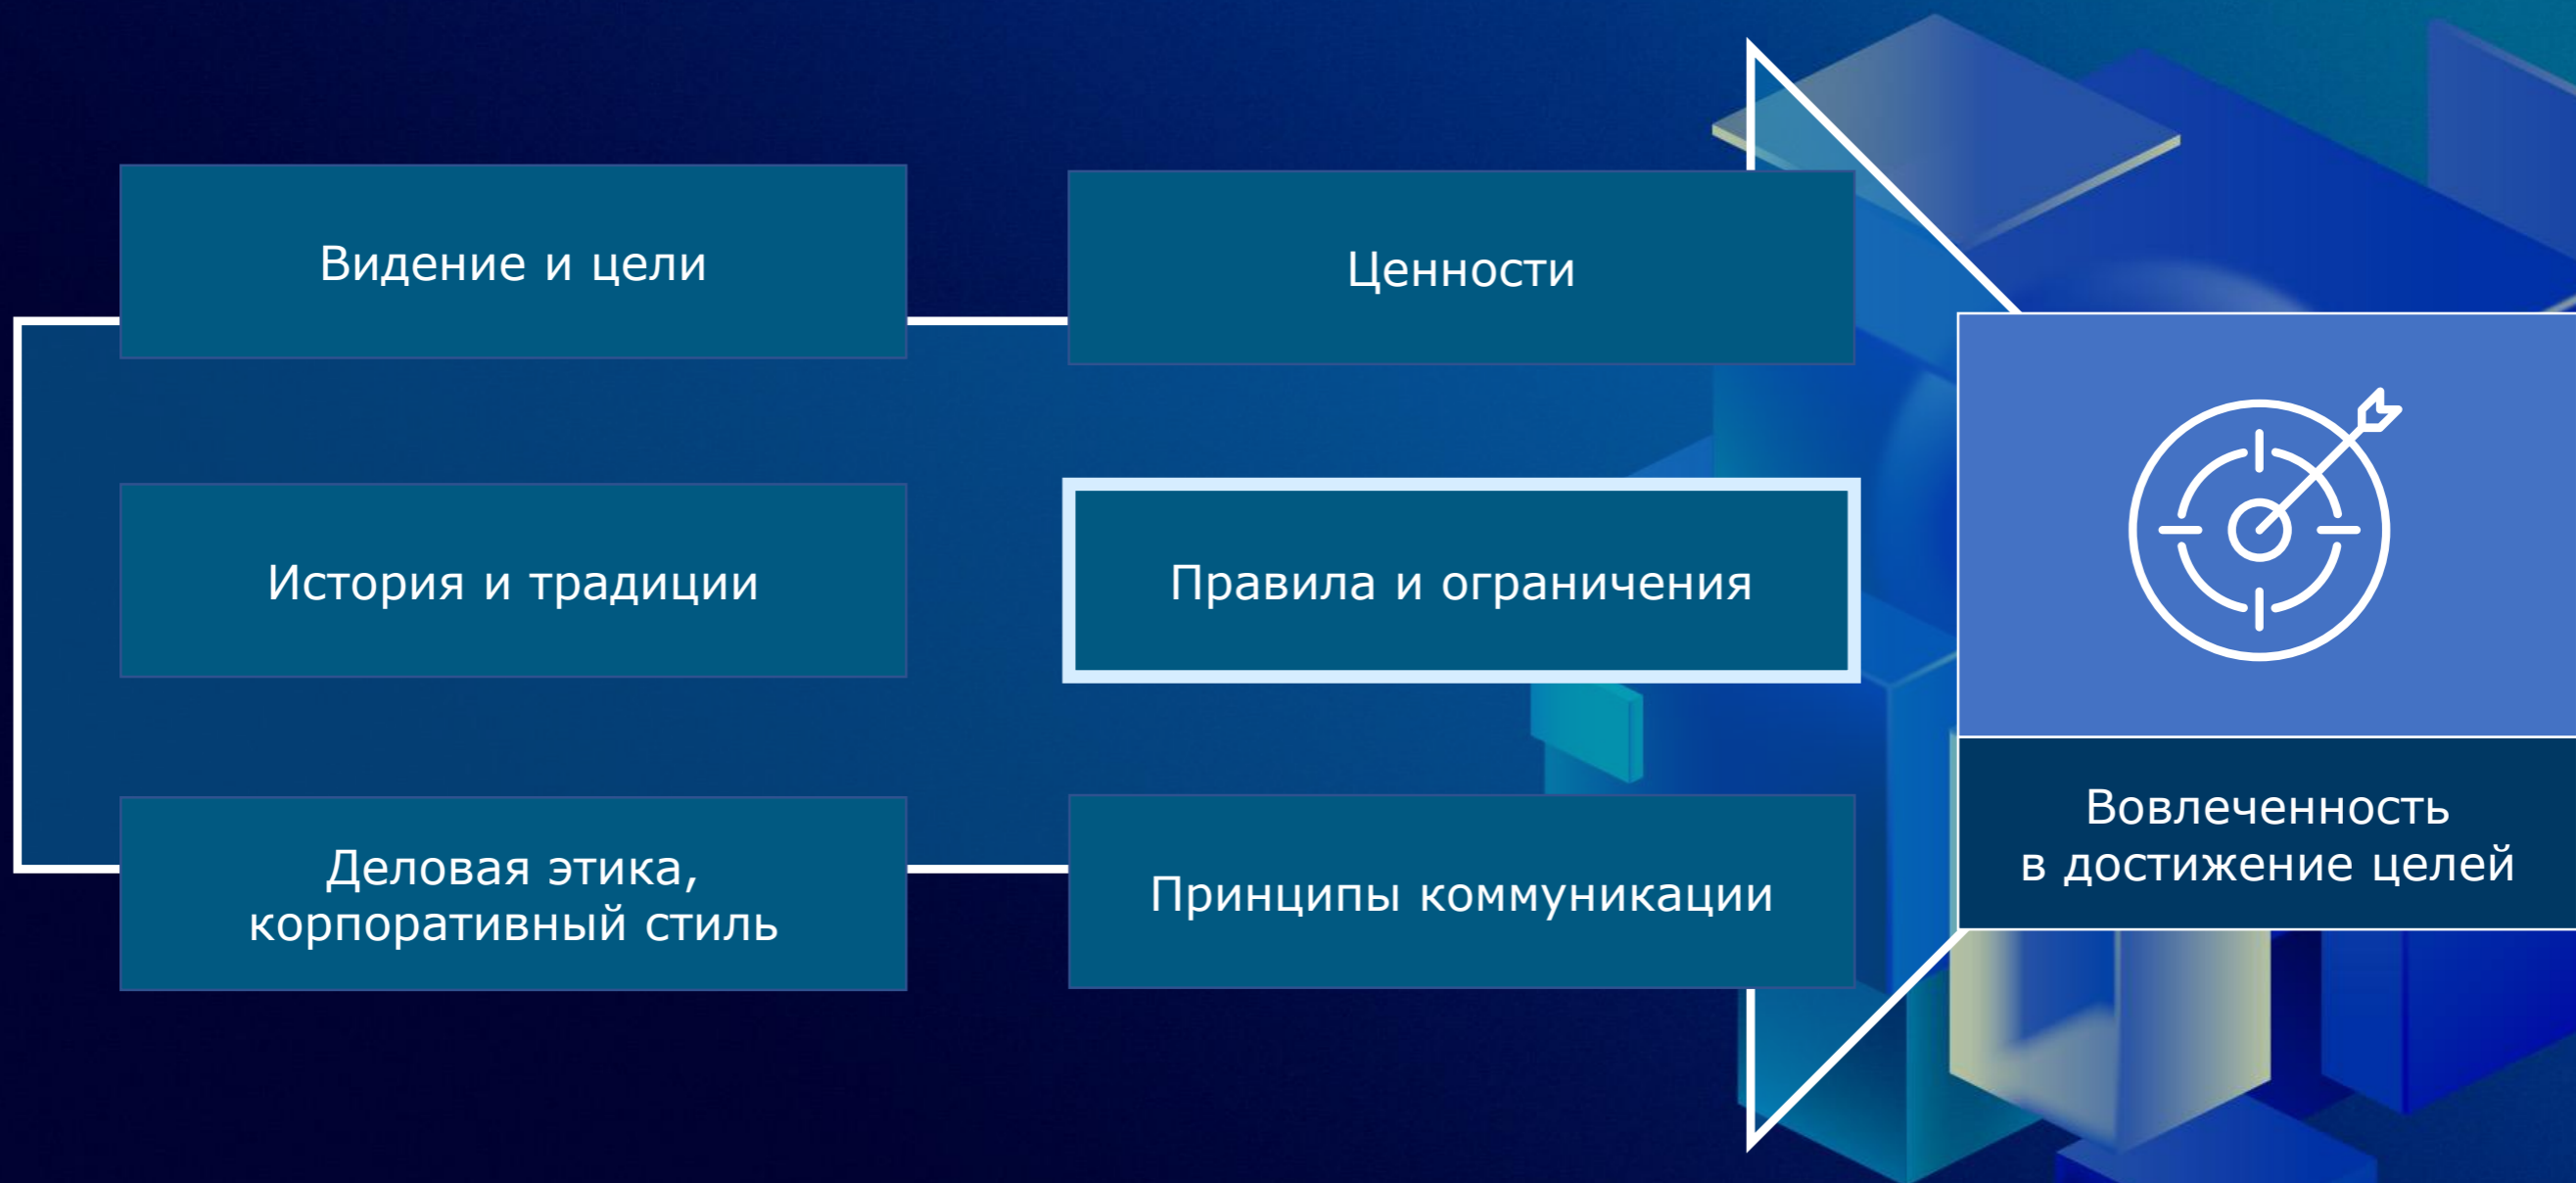 Видение и цели
Ценности
История и традиции
Правила и ограничения
Деловая этика,
корпоративный стиль
Принципы коммуникации
Вовлеченность
в достижение целей